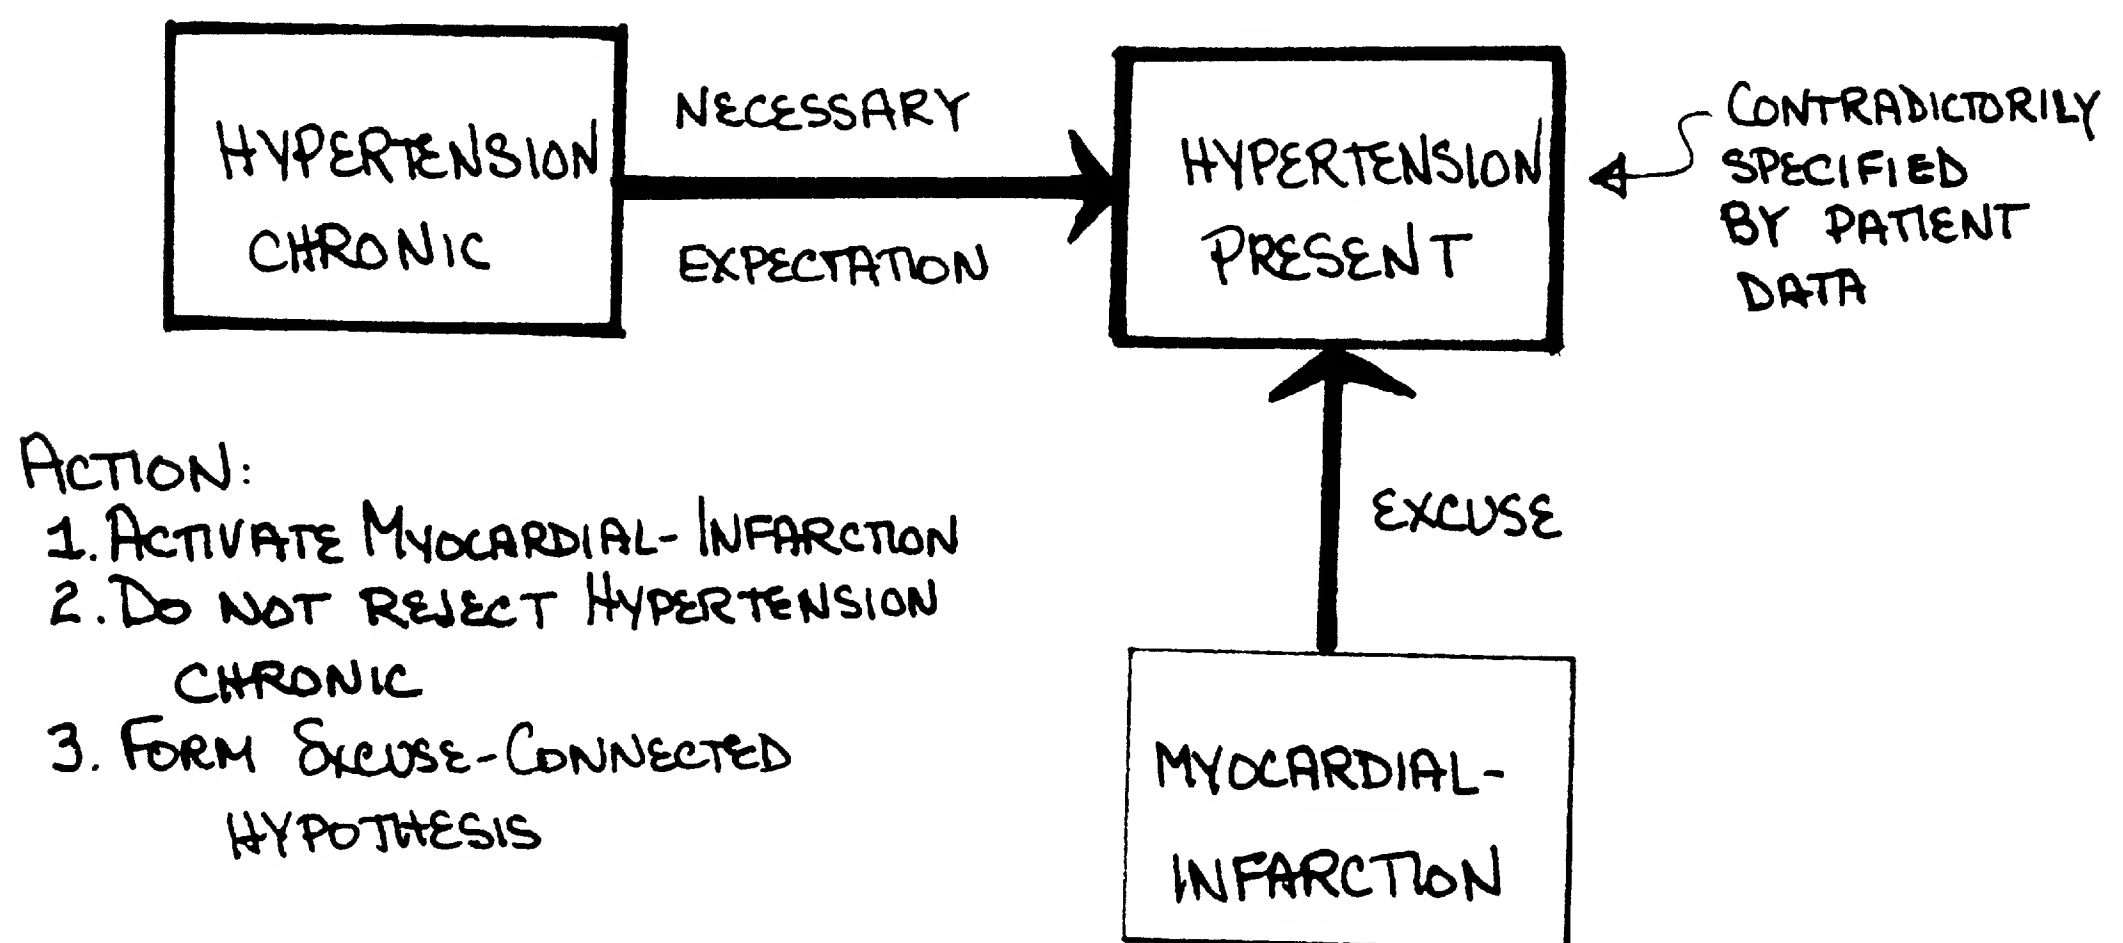 HYPERTENSION
CHRONIC
NECESSARY
EXPECTATION
HYPERTENSION
PRESENT
CONTRADICTORILY
SPECIFIED
BY PATIENT
DATA
ACTION:
1. ACTIVATE MYOCARDIAL-INFARCTION
2. DO NOT REJECT HYPERTENSION
CHRONIC
3. FORM EXCUSE-CONNECTED
HYPOTHESIS
EXCUSE
MYOCARDIAL-
INFARCTION